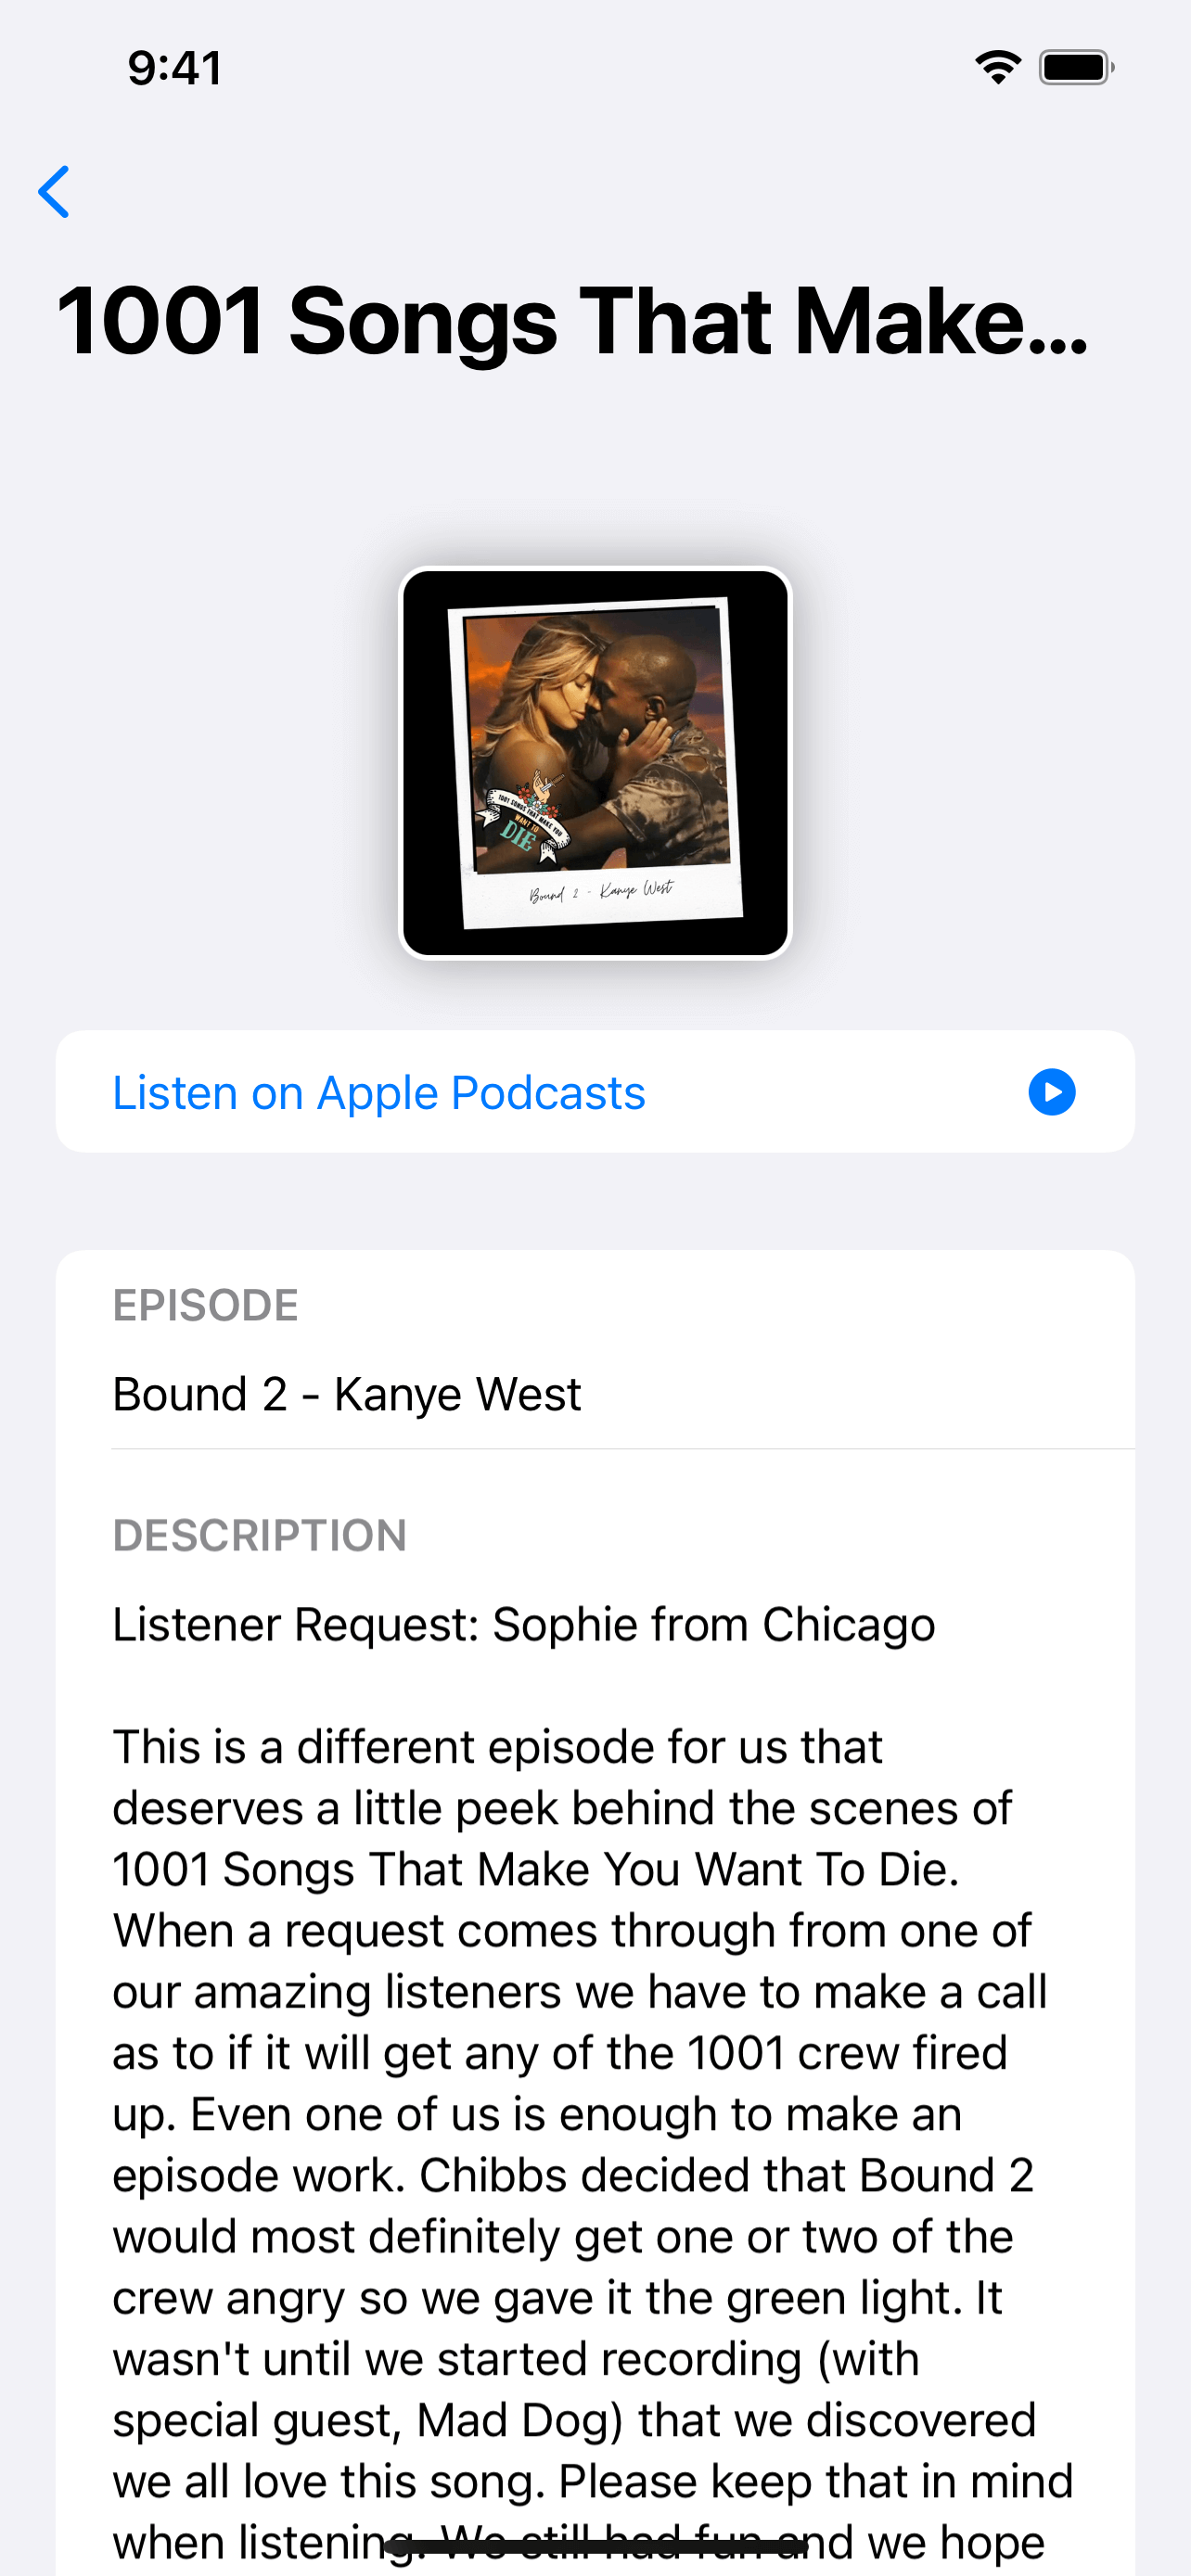 9:41
1001 Songs That Make...
1001 SONGS THAT MAKE YOU
WANT TO
DIE
Bound 2 - Kanye West
Listen on Apple Podcasts
EPISODE
Bound 2 - Kanye West
DESCRIPTION
Listener Request: Sophie from Chicago
This is a different episode for us that
deserves a little peek behind the scenes of
1001 Songs That Make You Want To Die.
When a request comes through from one of
our amazing listeners we have to make a call
as to if it will get any of the 1001 crew fired
up. Even one of us is enough to make an
episode work. Chibbs decided that Bound 2
would most definitely get one or two of the
crew angry so we gave it the green light. It
wasn't until we started recording (with
special guest, Mad Dog) that we discovered
we all love this song. Please keep that in mind
when listening. We still had fun and we hope